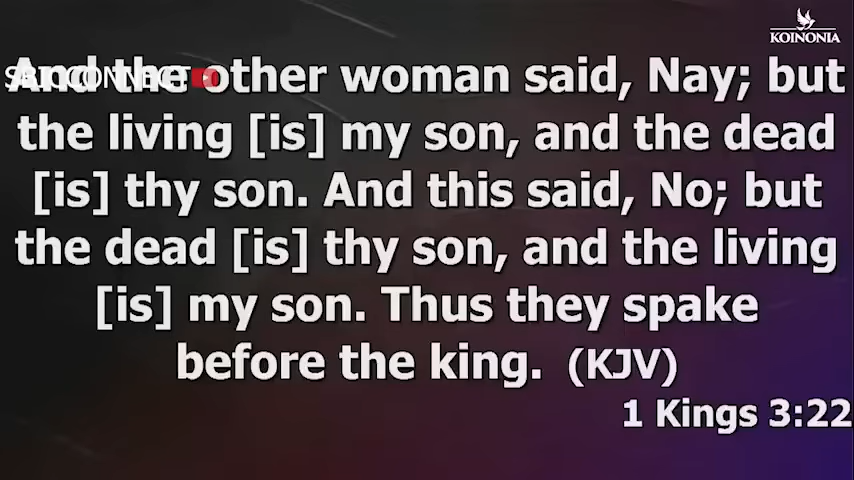 KOINONIA
And the other woman said, Nay; but
the living [is] my son, and the dead
[is] thy son. And this said, No; but
the dead [is] thy son, and the living
[is] my son. Thus they spake
before the king. (KJV)
1 Kings 3:22